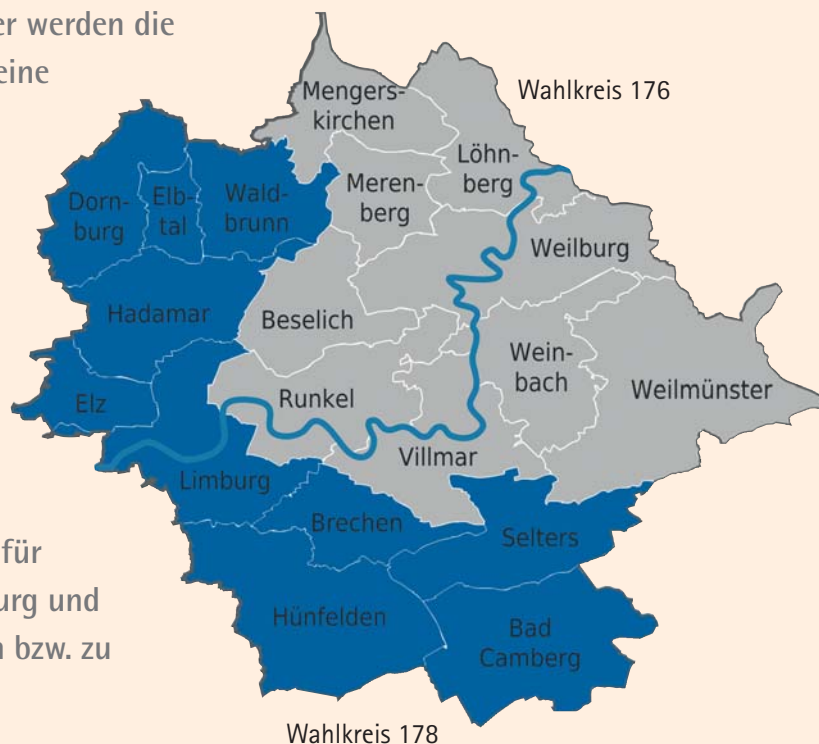 er werden die
eine
Wahlkreis 176
Mengers-
kirchen
Löhn-
berg
Meren-
berg
Dorn-
burg
Elb-
tal
Wald-
brunn
Weilburg
Hadamar
Beselich
Wein-
bach
Weilmünster
Elz
Runkel
Villmar
Limburg
Brechen
Selters
für
urg und
n bzw. zu
Hünfelden
Bad
Camberg
Wahlkreis 178